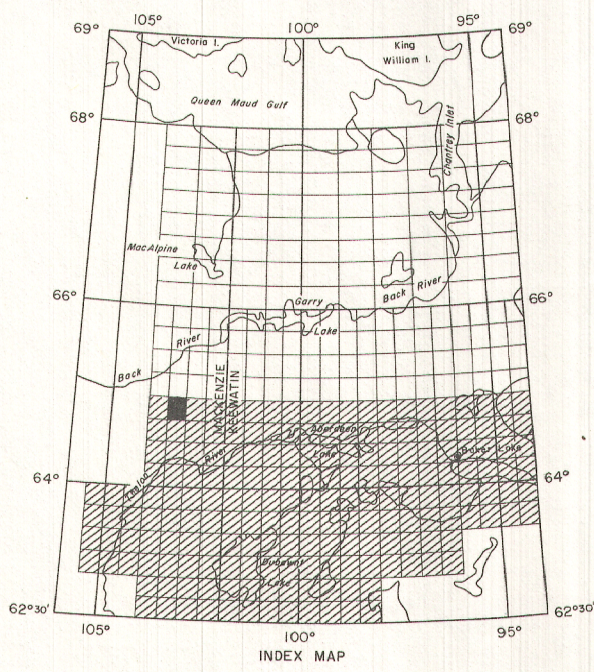 105°
100°
95°
69°
69°
Victoria I.
King
William I.
Queen Maud Gulf
68°
68°
Chantrey Inlet
MacAlpine
Lake
66°
66°
Garry
Lake
Back River
Back River
MACKENZIE
KEEWATIN
Aberdeen
Lake
Baker Lake
Thelon River
64°
64°
Dubawnt
Lake
62°30'
62°30'
105°
100°
95°
INDEX MAP